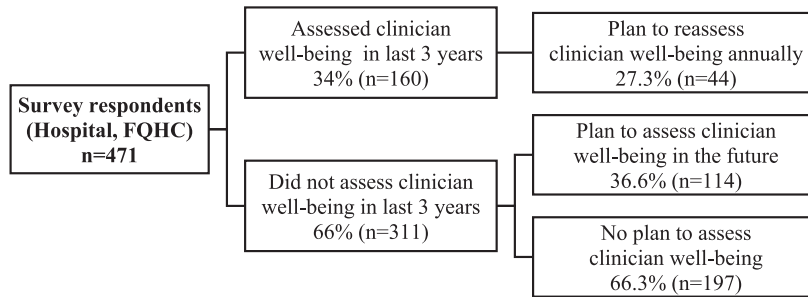 Survey respondents
(Hospital, FQHC)
n=471
Assessed clinician
well-being in last 3 years
34% (n=160)
Plan to reassess
clinician well-being annually
27.3% (n=44)
Did not assess clinician
well-being in last 3 years
66% (n=311)
Plan to assess clinician
well-being in the future
36.6% (n=114)
No plan to assess
clinician well-being
66.3% (n=197)